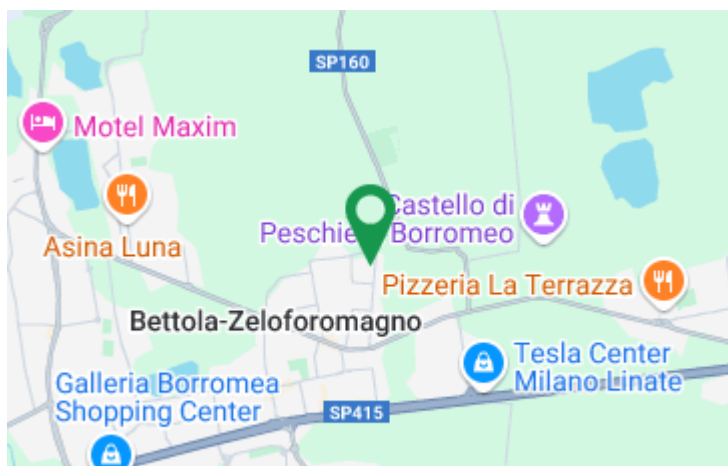 SP160
Motel Maxim
Asina Luna
Castello di
Peschie Borromeo
Pizzeria La Terrazza
Bettola-Zeloforomagno
Tesla Center
Milano Linate
Galleria Borromea
Shopping Center
SP415